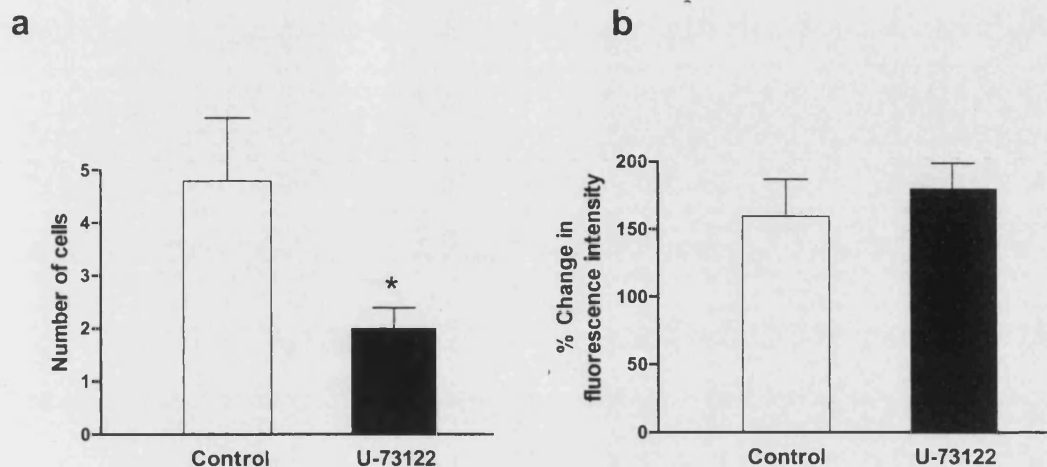 a
Number of cells
5
4
3
2
1
0
*
Control U-73122
b
% Change in
fluorescence intensity
200
150
100
50
0
Control U-73122